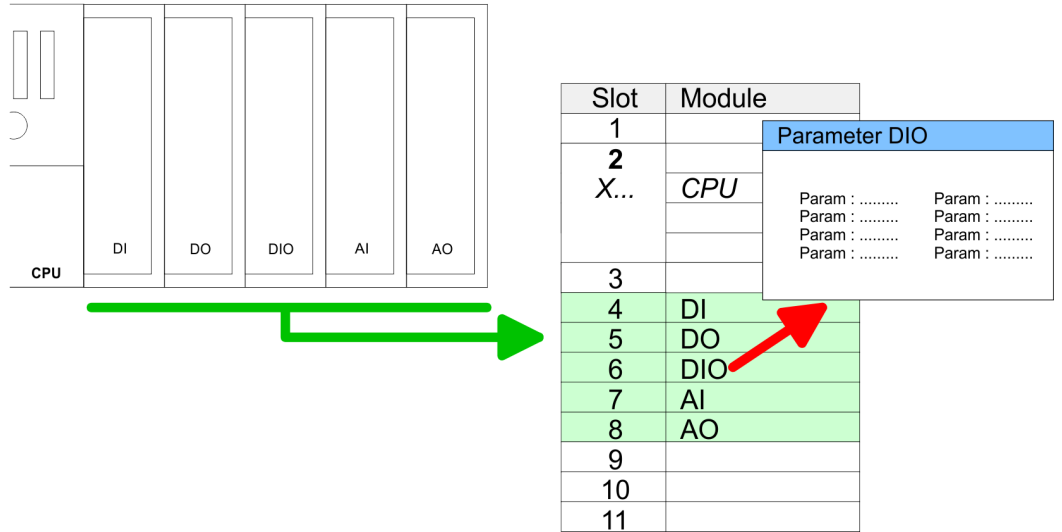 DI DO DIO AI AO
CPU
Slot Module
1
2
X... CPU
3
4 DI
5 DO
6 DIO
7 AI
8 AO
9
10
11
Parameter DIO
Param : ......... Param : .........
Param : ......... Param : .........
Param : ......... Param : .........
Param : ......... Param : .........